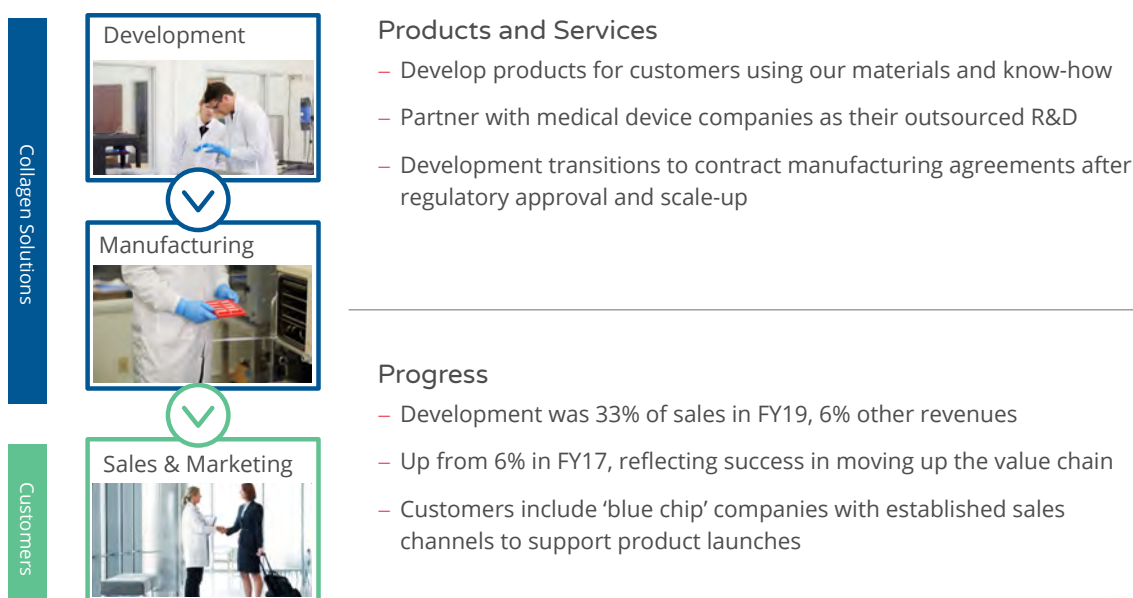 Collagen Solutions
Development
Manufacturing
Customers
Sales & Marketing
Products and Services
– Develop products for customers using our materials and know-how
– Partner with medical device companies as their outsourced R&D
– Development transitions to contract manufacturing agreements after
regulatory approval and scale-up
Progress
– Development was 33% of sales in FY19, 6% other revenues
– Up from 6% in FY17, reflecting success in moving up the value chain
– Customers include ‘blue chip’ companies with established sales
channels to support product launches